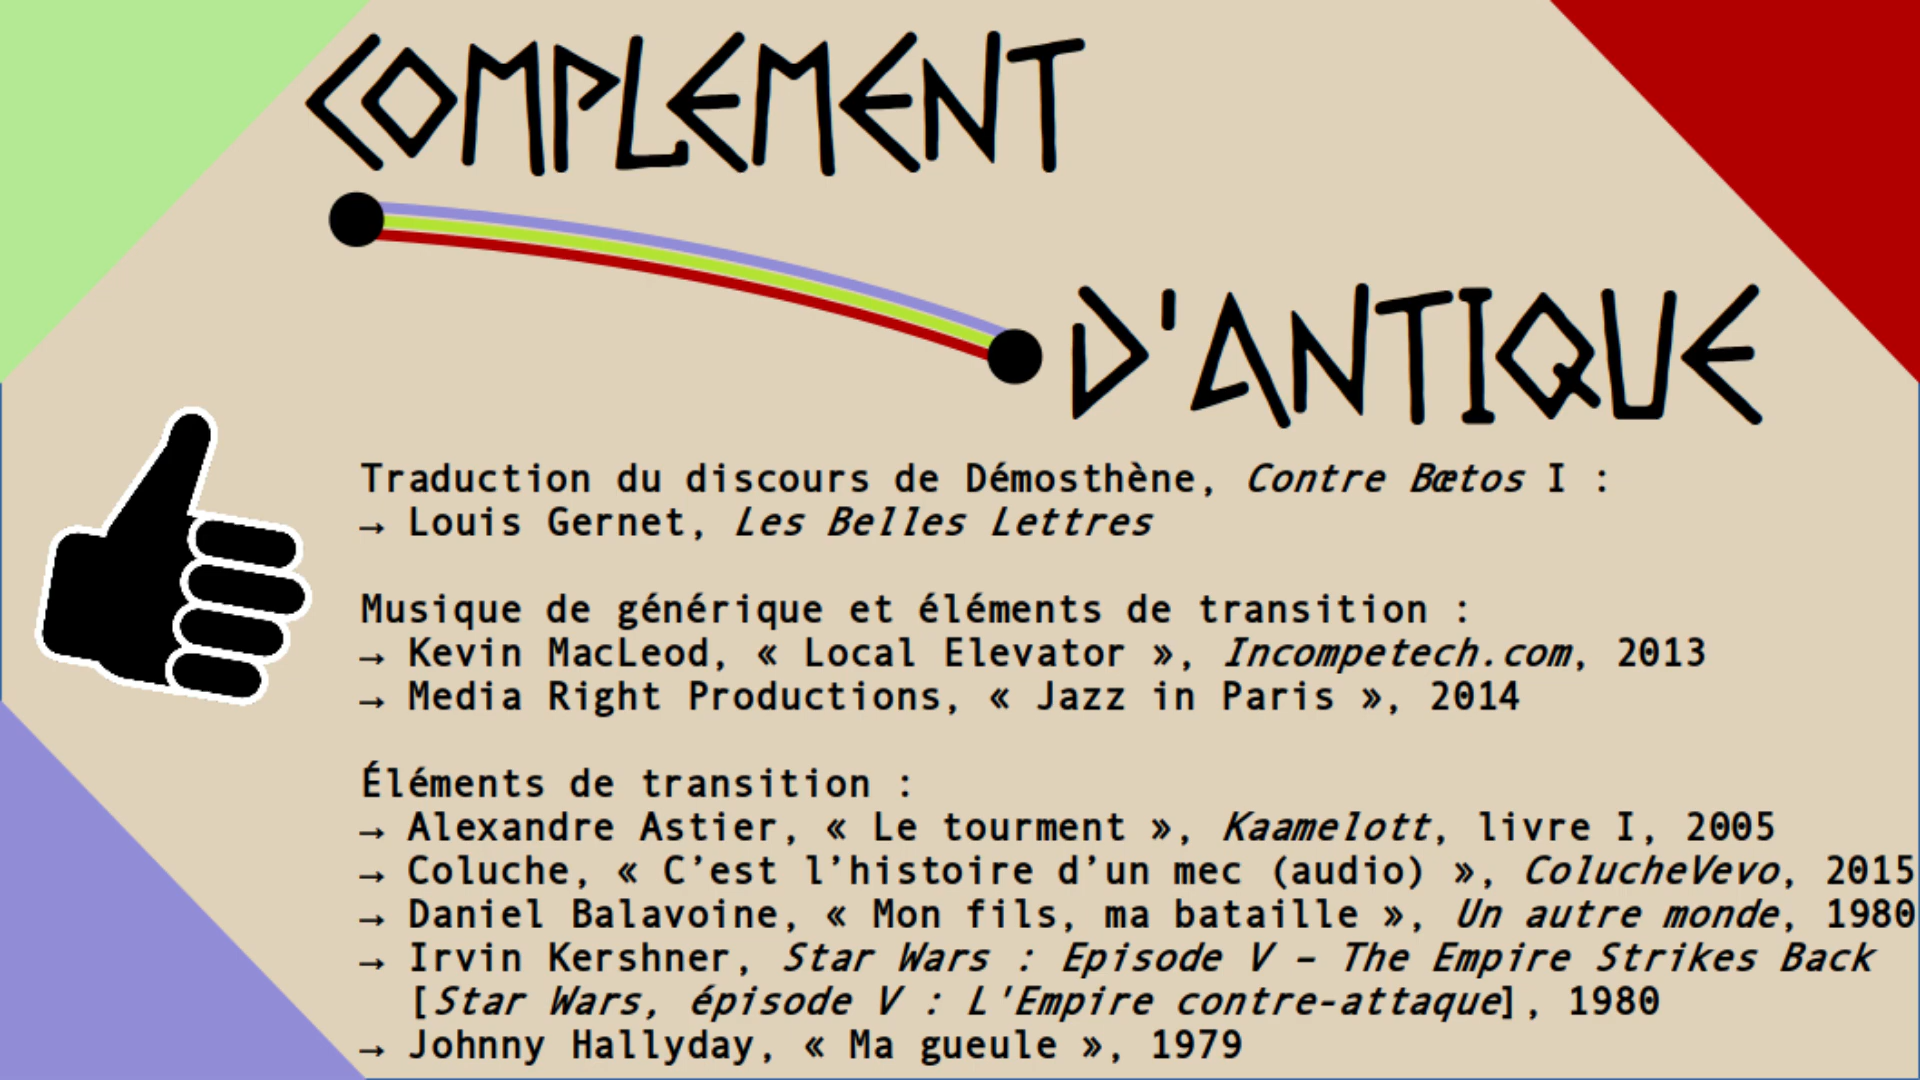 COMPLEMENT
D'ANTIQUE
Traduction du discours de Démosthène, Contre Bœtos I :
→ Louis Gernet, Les Belles Lettres
Musique de générique et éléments de transition :
→ Kevin MacLeod, « Local Elevator », Incompetech.com, 2013
→ Media Right Productions, « Jazz in Paris », 2014
Éléments de transition :
→ Alexandre Astier, « Le tourment », Kaamelott, livre I, 2005
→ Coluche, « C’est l’histoire d’un mec (audio) », ColucheVevo, 2015
→ Daniel Balavoine, « Mon fils, ma bataille », Un autre monde, 1980
→ Irvin Kershner, Star Wars : Episode V – The Empire Strikes Back
[Star Wars, épisode V : L'Empire contre-attaque], 1980
→ Johnny Hallyday, « Ma gueule », 1979